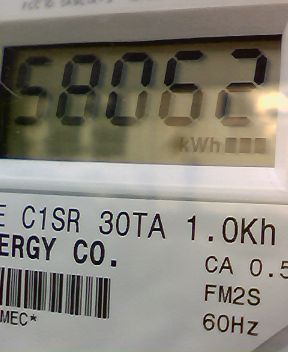 58062
kWh
E C1SR 30TA 1.0Kh
ERGY CO.
CA 0.5
FM2S
MEC*
60Hz